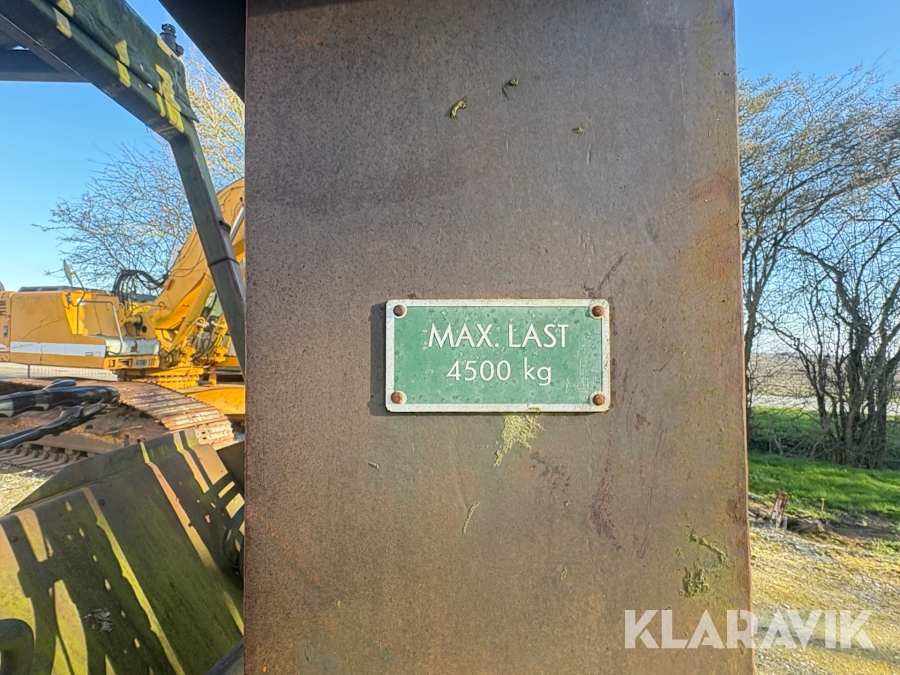 MAX. LAST
4500 kg
KLARAVIK